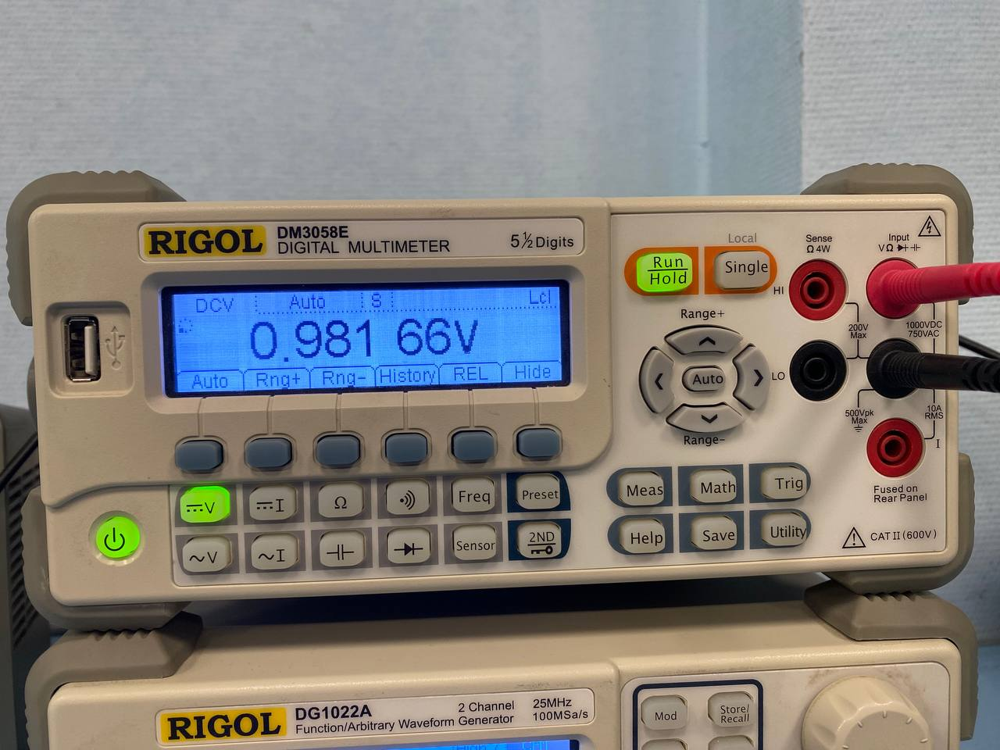 RIGOL DM3058E
DIGITAL MULTIMETER
5½ Digits
DCV Auto S Lcl
0.981 66V
Auto Rng+ Rng- History REL Hide
Local
Run
Hold
Single
Range+
Auto
Range-
Sense
Ω 4W
Input
VΩ
HI
LO
200V
Max
1000VDC
750VAC
500Vpk
Max
10A
RMS
I
Fused on
Rear Panel
CAT II (600V)
V I Ω Freq Preset
~V ~I Sensor 2ND
Meas Math Trig
Help Save Utility
RIGOL DG1022A
Function/Arbitrary Waveform Generator
2 Channel
25MHz
100MSa/s
Mod
Store/
Recall